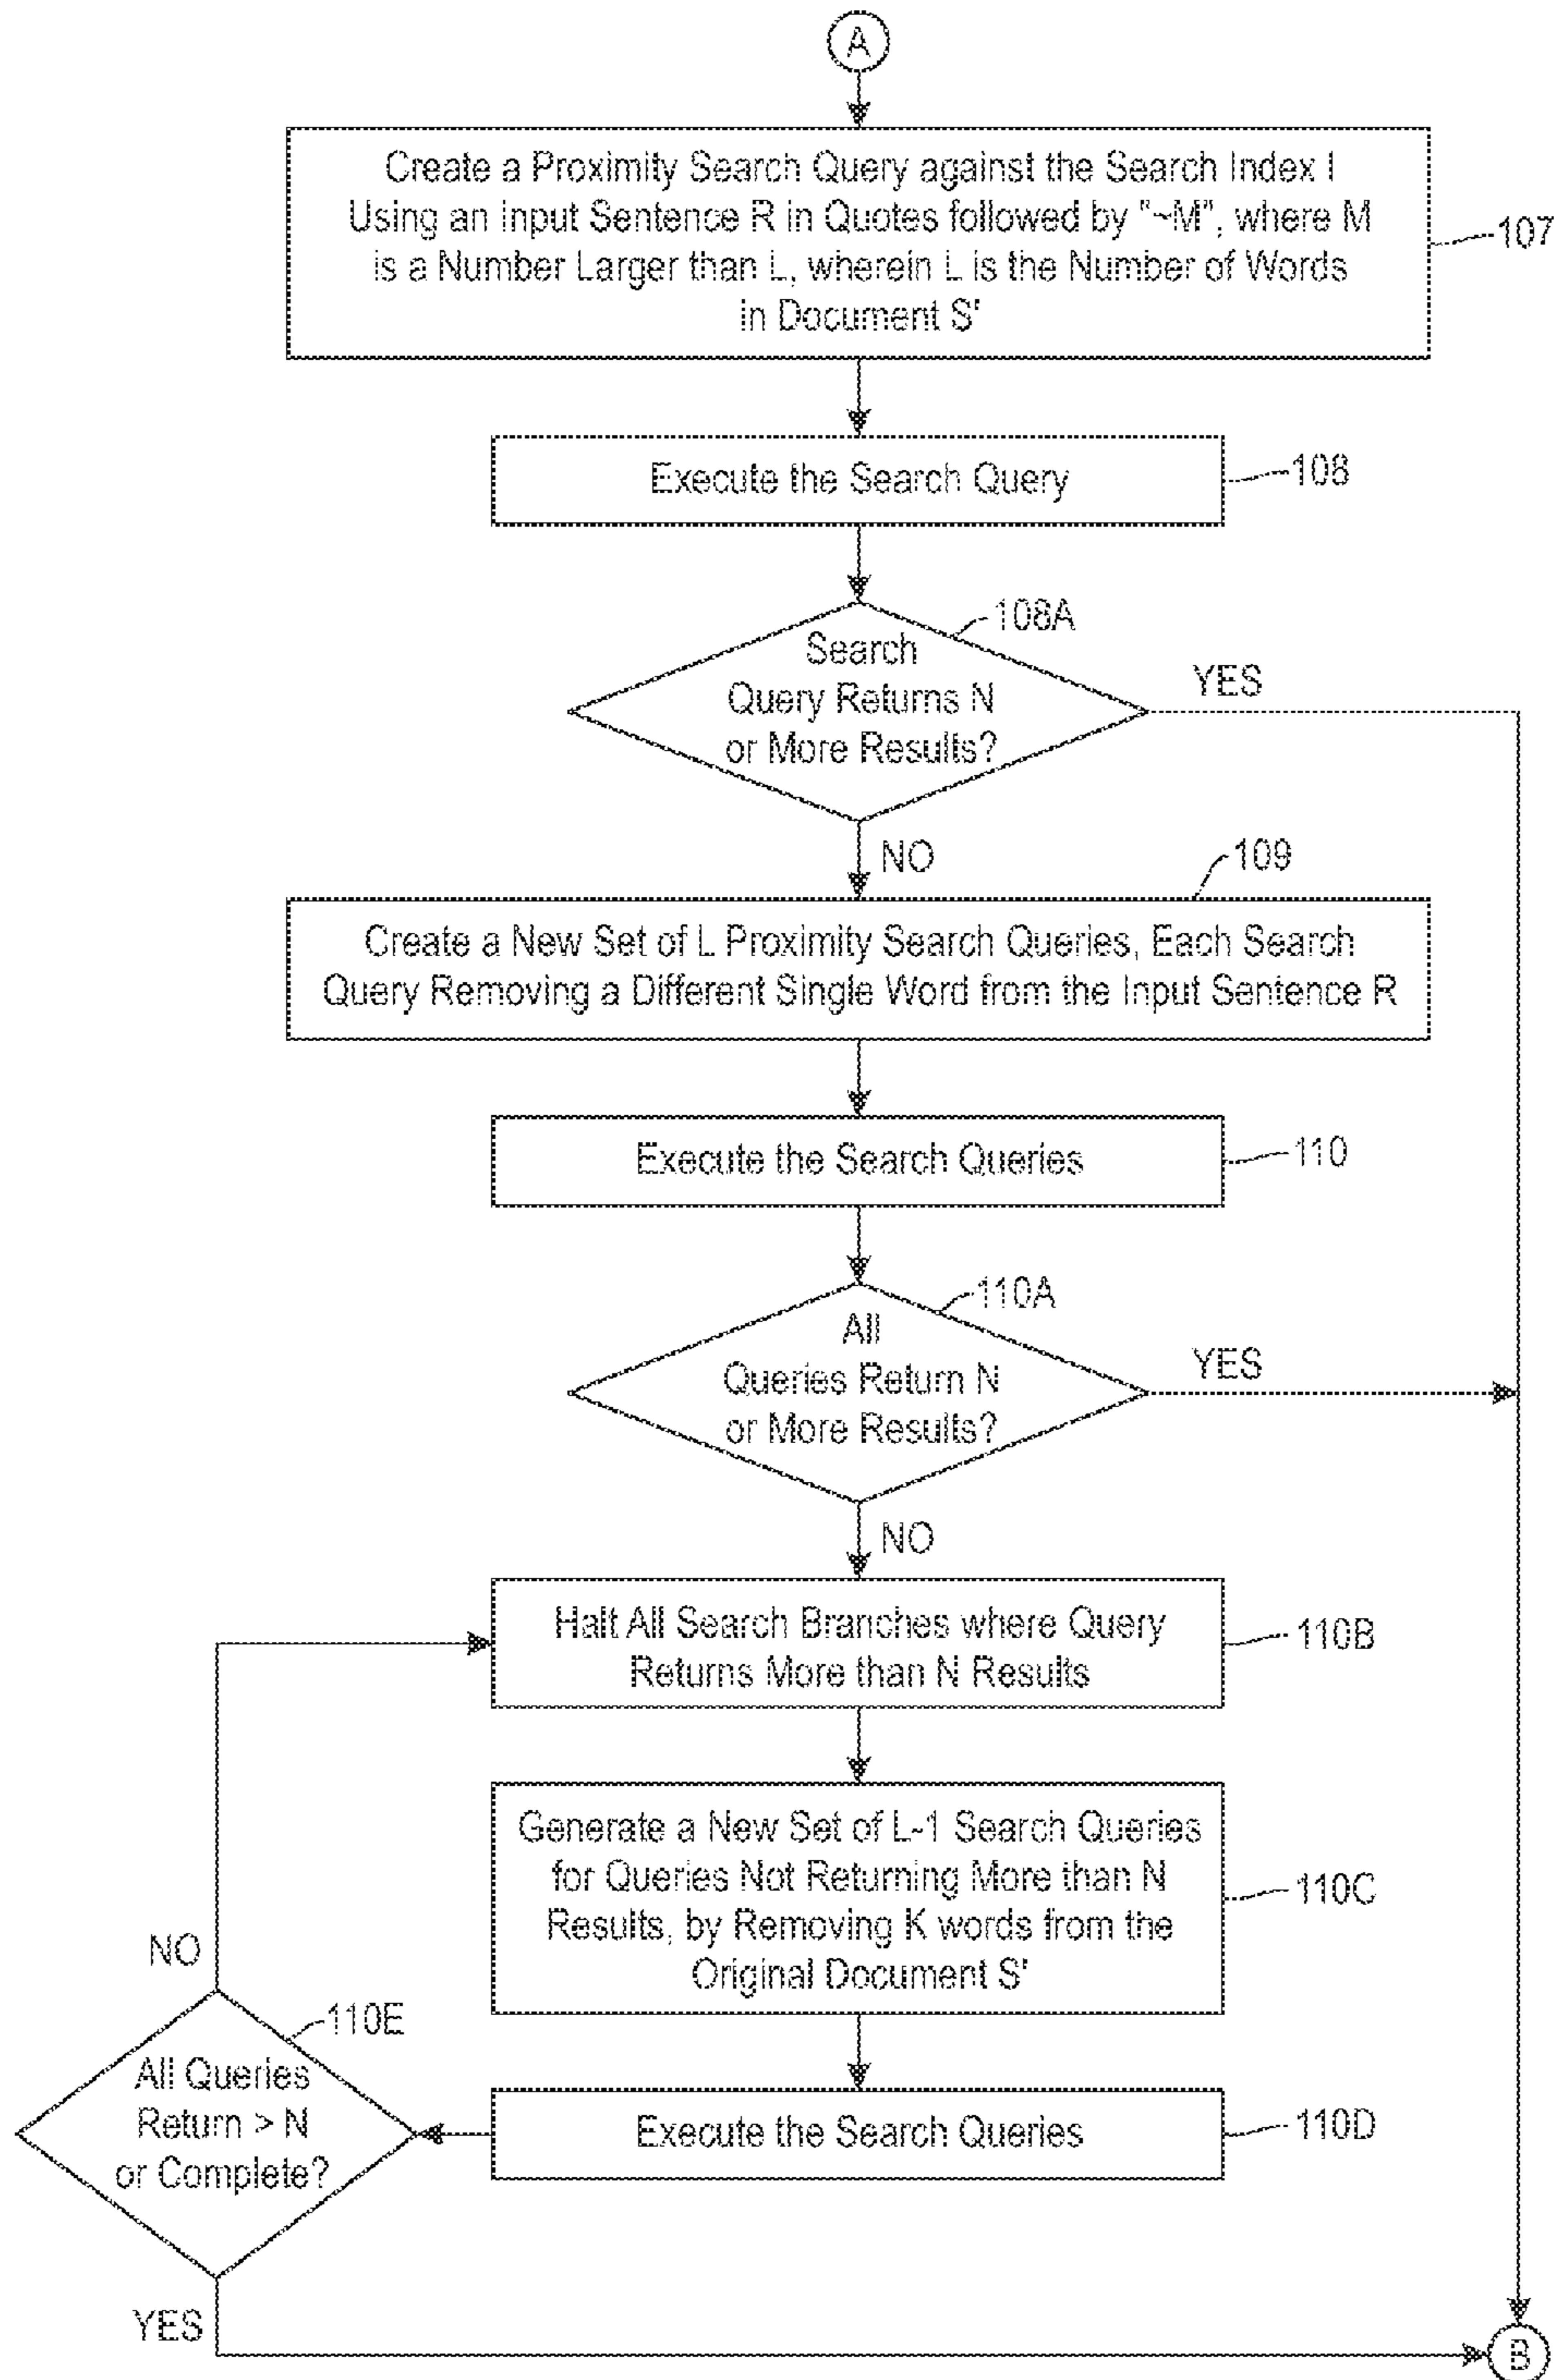 A
Create a Proximity Search Query against the Search Index I
Using an Input Sentence R in Quotes followed by "~M", where M
is a Number Larger than L, wherein L is the Number of Words
in Document S'
107
Execute the Search Query
108
108A
Search
Query Returns N
or More Results?
YES
NO
109
Create a New Set of L Proximity Search Queries, Each Search
Query Removing a Different Single Word from the Input Sentence R
Execute the Search Queries
110
110A
All
Queries Return N
or More Results?
YES
NO
Halt All Search Branches where Query
Returns More than N Results
110B
Generate a New Set of L-1 Search Queries
for Queries Not Returning More than N
Results, by Removing K words from the
Original Document S'
110C
NO
110E
All Queries
Return > N
or Complete?
Execute the Search Queries
110D
YES
B